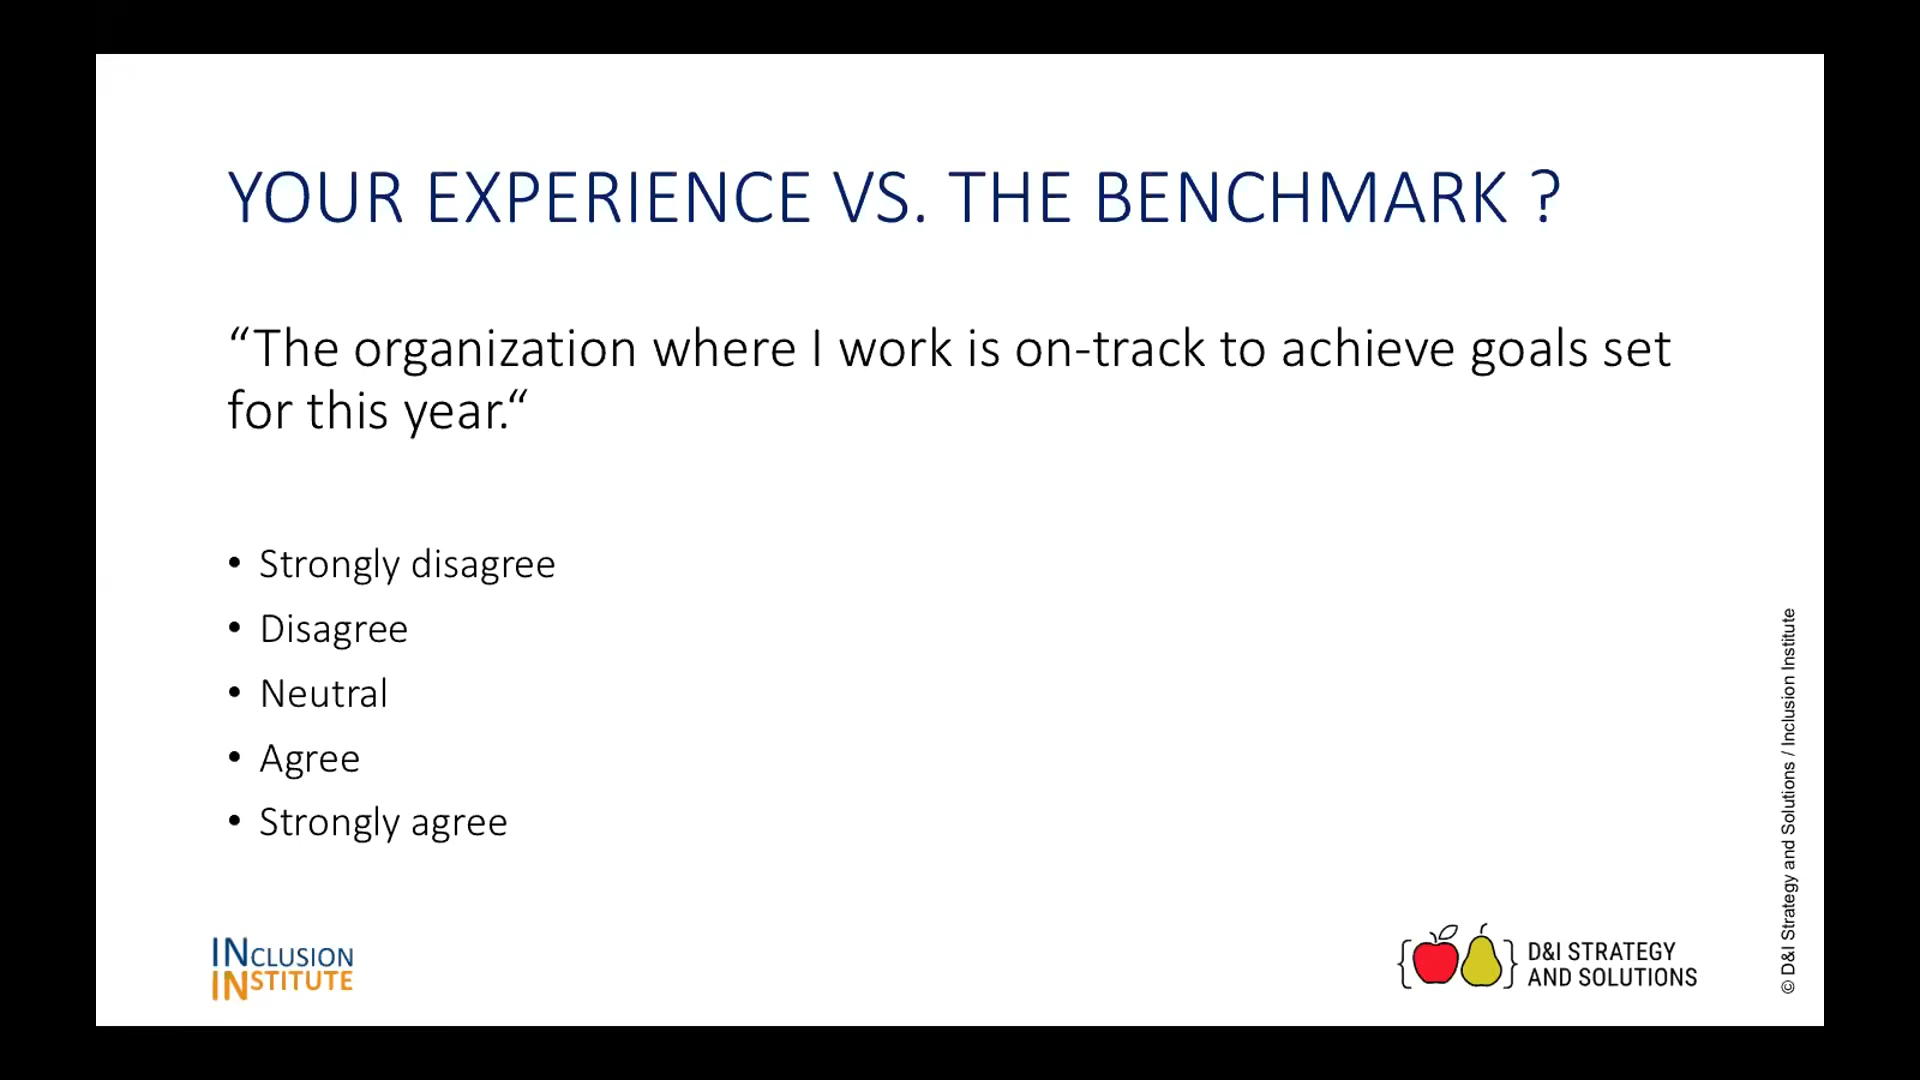 YOUR EXPERIENCE VS. THE BENCHMARK ?
“The organization where I work is on-track to achieve goals set
for this year.“
• Strongly disagree
• Disagree
• Neutral
• Agree
• Strongly agree
INCLUSION
INSTITUTE
D&I STRATEGY
AND SOLUTIONS
© D&I Strategy and Solutions / Inclusion Institute